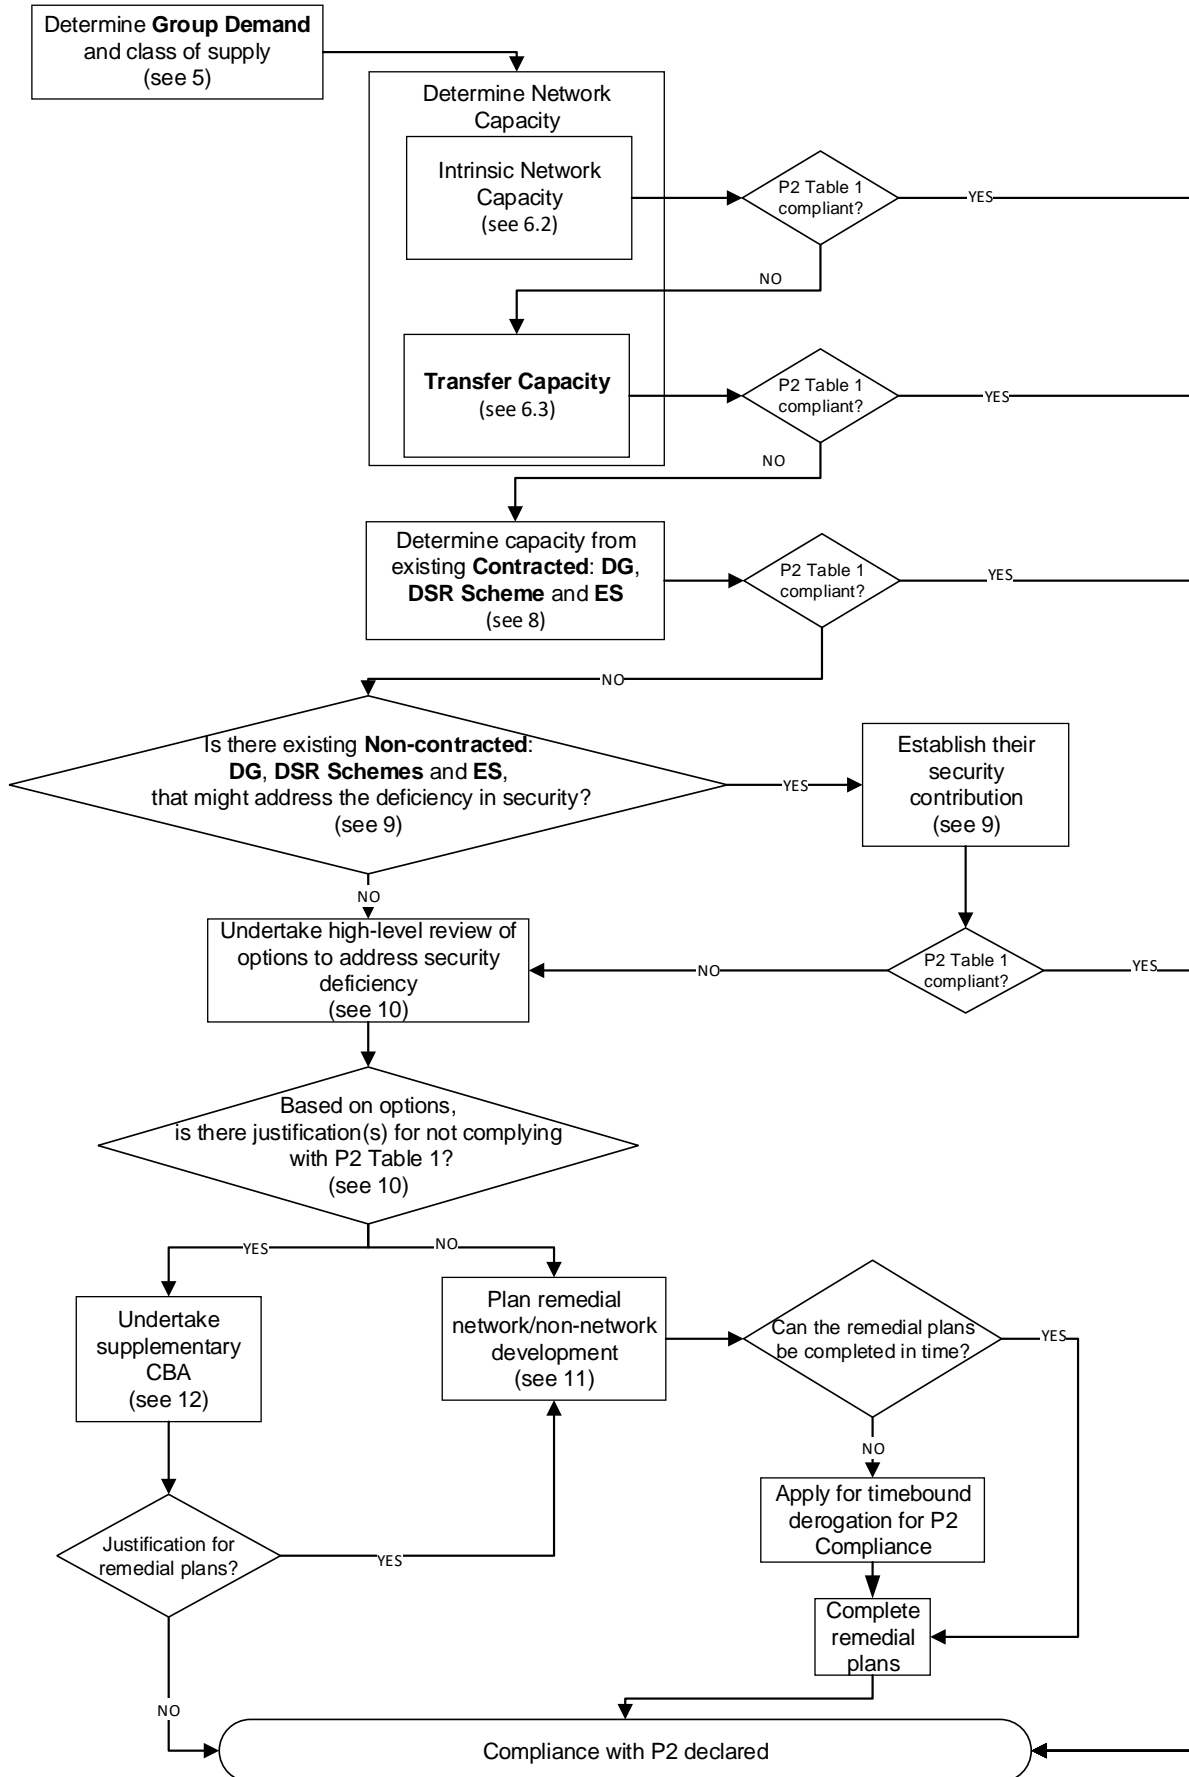 Determine Group Demand
and class of supply
(see 5)
Determine Network
Capacity
Intrinsic Network
Capacity
(see 6.2)
P2 Table 1
compliant?
YES
NO
Transfer Capacity
(see 6.3)
P2 Table 1
compliant?
YES
NO
Determine capacity from
existing Contracted: DG,
DSR Scheme and ES
(see 8)
P2 Table 1
compliant?
YES
NO
Is there existing Non-contracted:
DG, DSR Schemes and ES,
that might address the deficiency in security?
(see 9)
YES
Establish their
security
contribution
(see 9)
NO
Undertake high-level review of
options to address security
deficiency
(see 10)
NO
P2 Table 1
compliant?
YES
Based on options,
is there justification(s) for not complying
with P2 Table 1?
(see 10)
YES
NO
Undertake
supplementary
CBA
(see 12)
Plan remedial
network/non-network
development
(see 11)
Can the remedial plans
be completed in time?
YES
NO
Justification for
remedial plans?
YES
Apply for timebound
derogation for P2
Compliance
Complete
remedial
plans
NO
Compliance with P2 declared